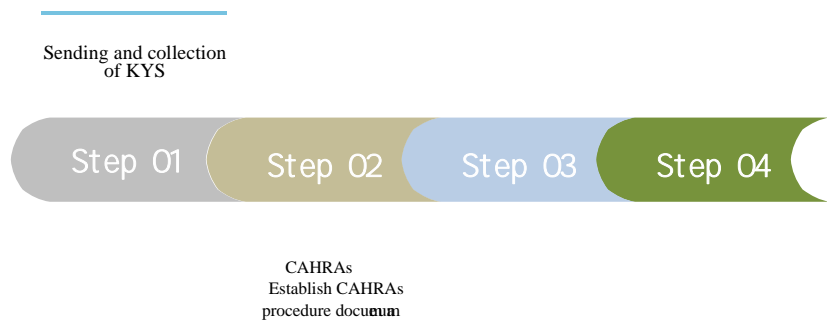 Sending and collection
of KYS
Step 01
Step 02
Step 03
Step 04
CAHRAs
Establish CAHRAs
procedure